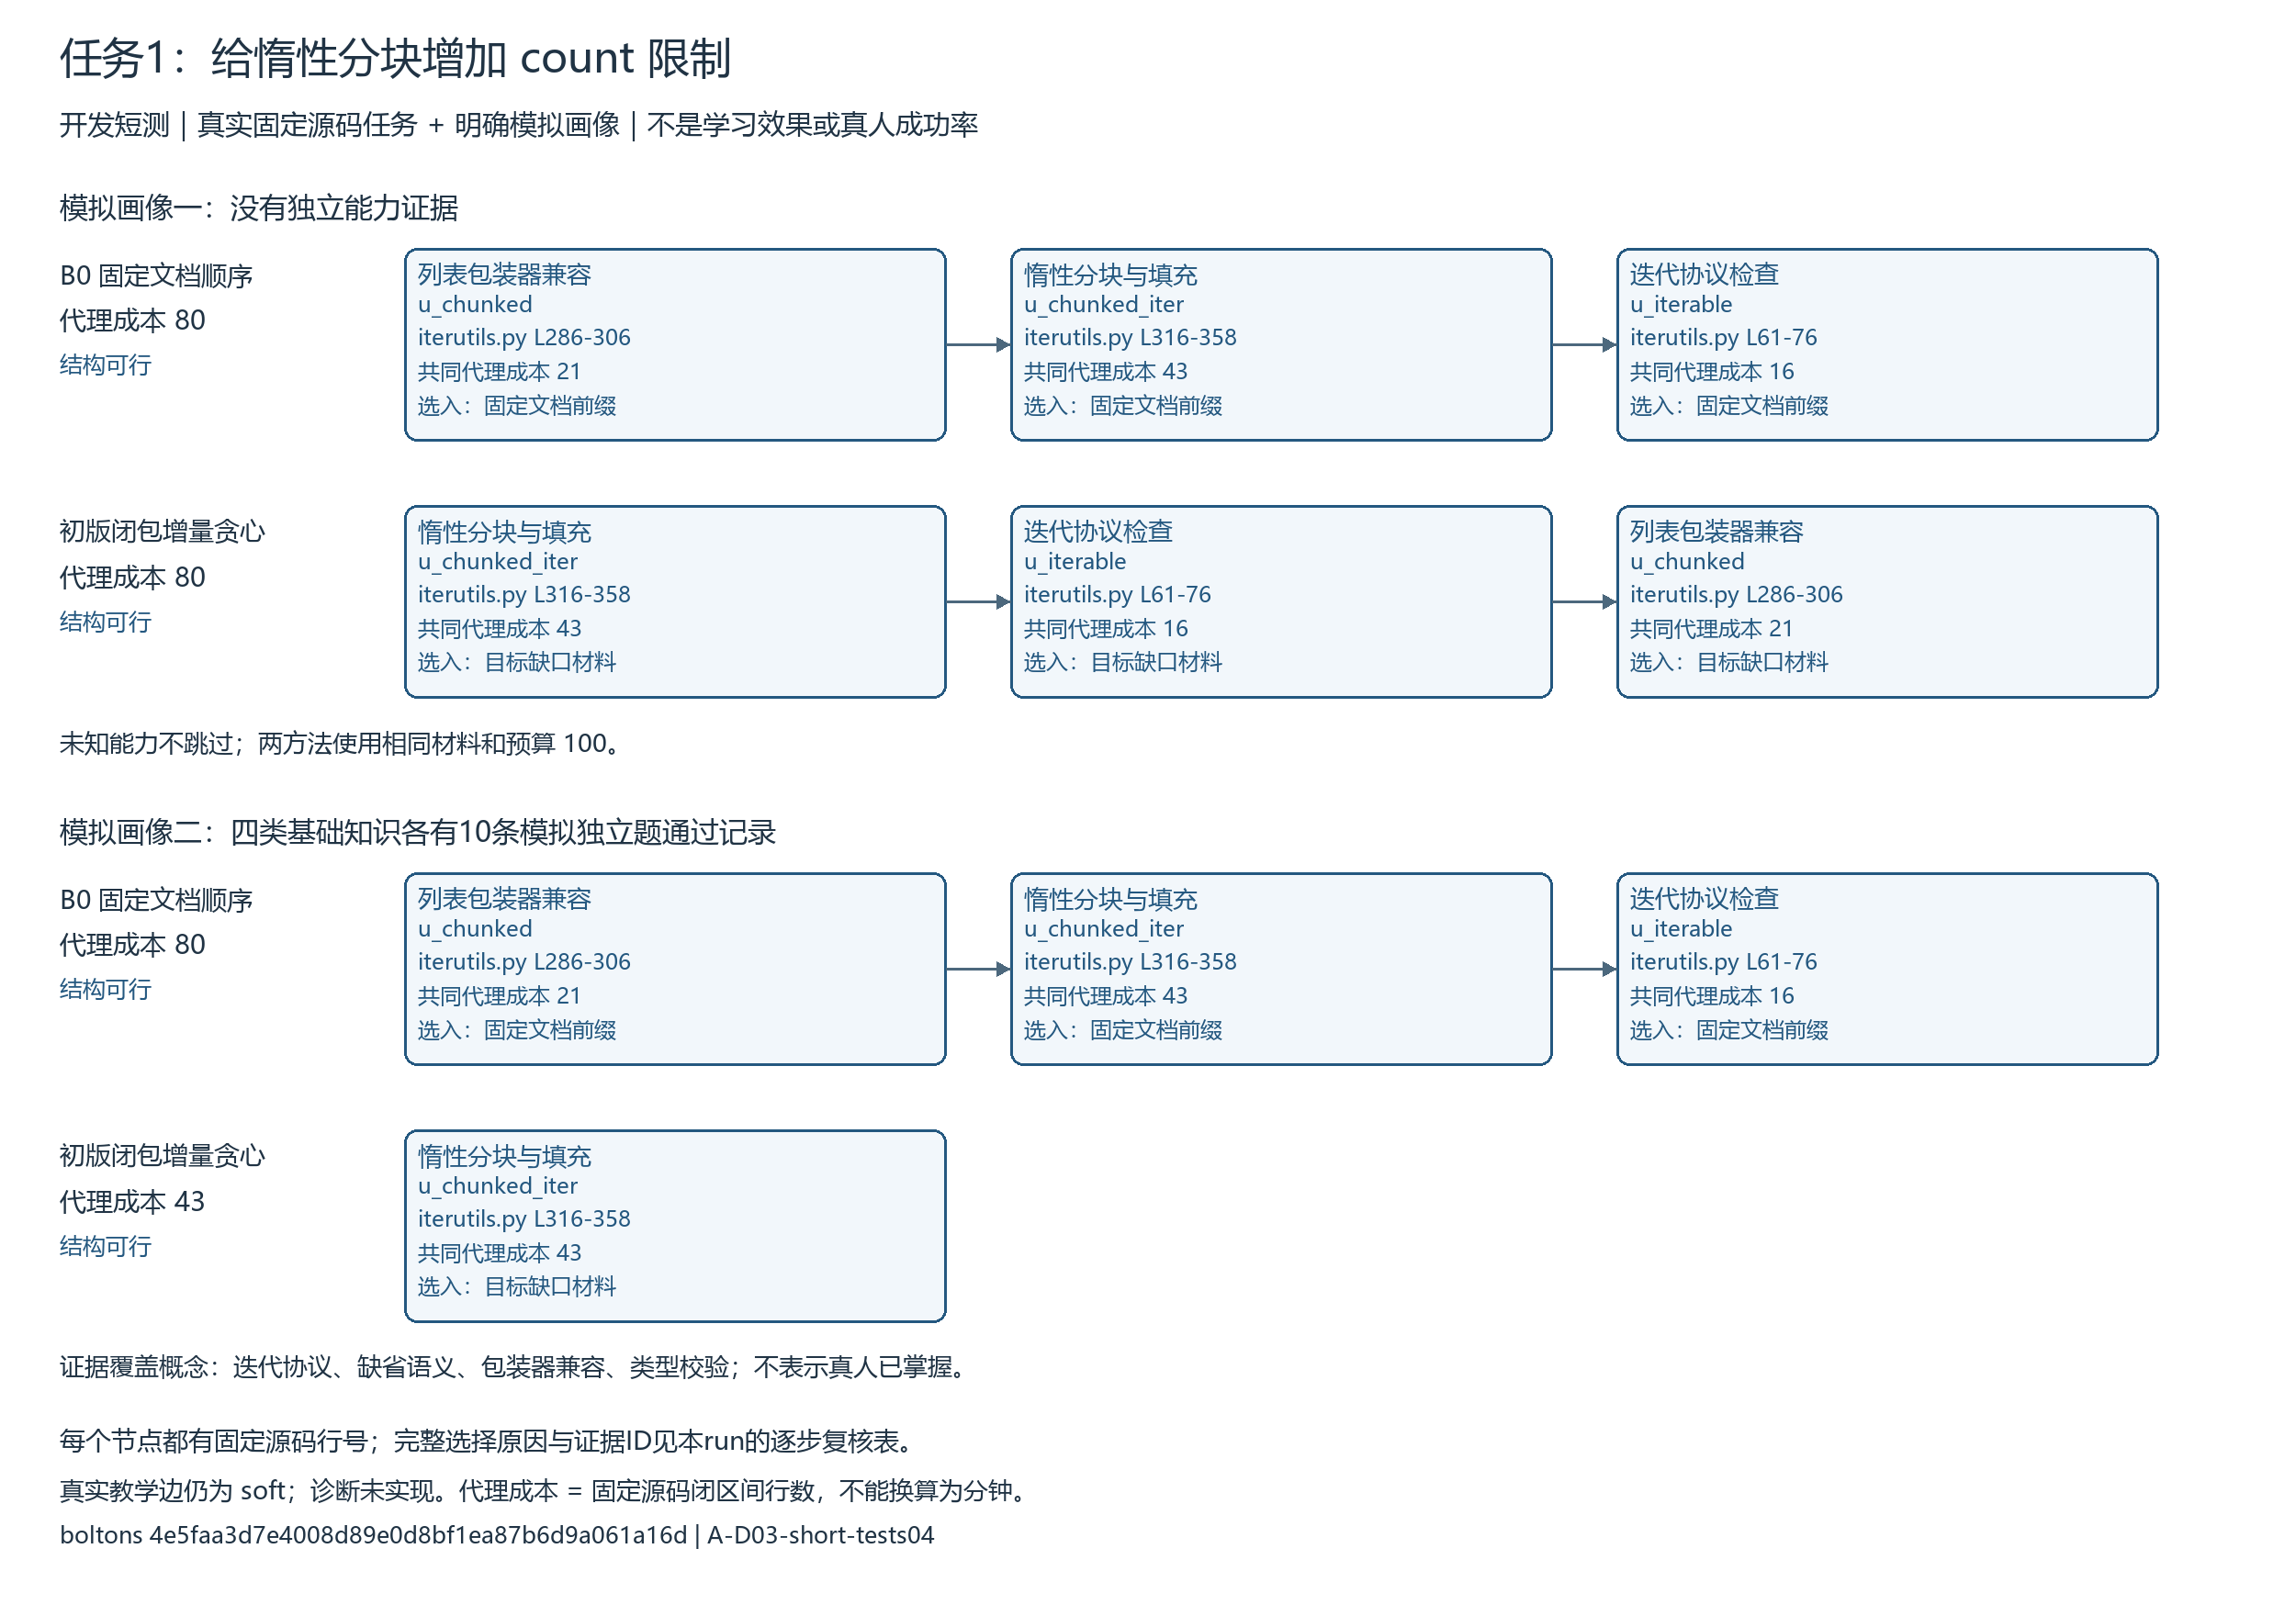 任务1：给惰性分块增加 count 限制
开发短测 | 真实固定源码任务 + 明确模拟画像 | 不是学习效果或真人成功率
模拟画像一：没有独立能力证据
B0 固定文档顺序
代理成本 80
结构可行
列表包装器兼容
u_chunked
iterutils.py L286-306
共同代理成本 21
选入：固定文档前缀
惰性分块与填充
u_chunked_iter
iterutils.py L316-358
共同代理成本 43
选入：固定文档前缀
迭代协议检查
u_iterable
iterutils.py L61-76
共同代理成本 16
选入：固定文档前缀
初版闭包增量贪心
代理成本 80
结构可行
惰性分块与填充
u_chunked_iter
iterutils.py L316-358
共同代理成本 43
选入：目标缺口材料
迭代协议检查
u_iterable
iterutils.py L61-76
共同代理成本 16
选入：目标缺口材料
列表包装器兼容
u_chunked
iterutils.py L286-306
共同代理成本 21
选入：目标缺口材料
未知能力不跳过；两方法使用相同材料和预算 100。
模拟画像二：四类基础知识各有10条模拟独立题通过记录
B0 固定文档顺序
代理成本 80
结构可行
列表包装器兼容
u_chunked
iterutils.py L286-306
共同代理成本 21
选入：固定文档前缀
惰性分块与填充
u_chunked_iter
iterutils.py L316-358
共同代理成本 43
选入：固定文档前缀
迭代协议检查
u_iterable
iterutils.py L61-76
共同代理成本 16
选入：固定文档前缀
初版闭包增量贪心
代理成本 43
结构可行
惰性分块与填充
u_chunked_iter
iterutils.py L316-358
共同代理成本 43
选入：目标缺口材料
证据覆盖概念：迭代协议、缺省语义、包装器兼容、类型校验；不表示真人已掌握。
每个节点都有固定源码行号；完整选择原因与证据ID见本run的逐步复核表。
真实教学边仍为 soft；诊断未实现。代理成本 = 固定源码闭区间行数，不能换算为分钟。
boltons 4e5faa3d7e4008d89e0d8bf1ea87b6d9a061a16d | A-D03-short-tests04